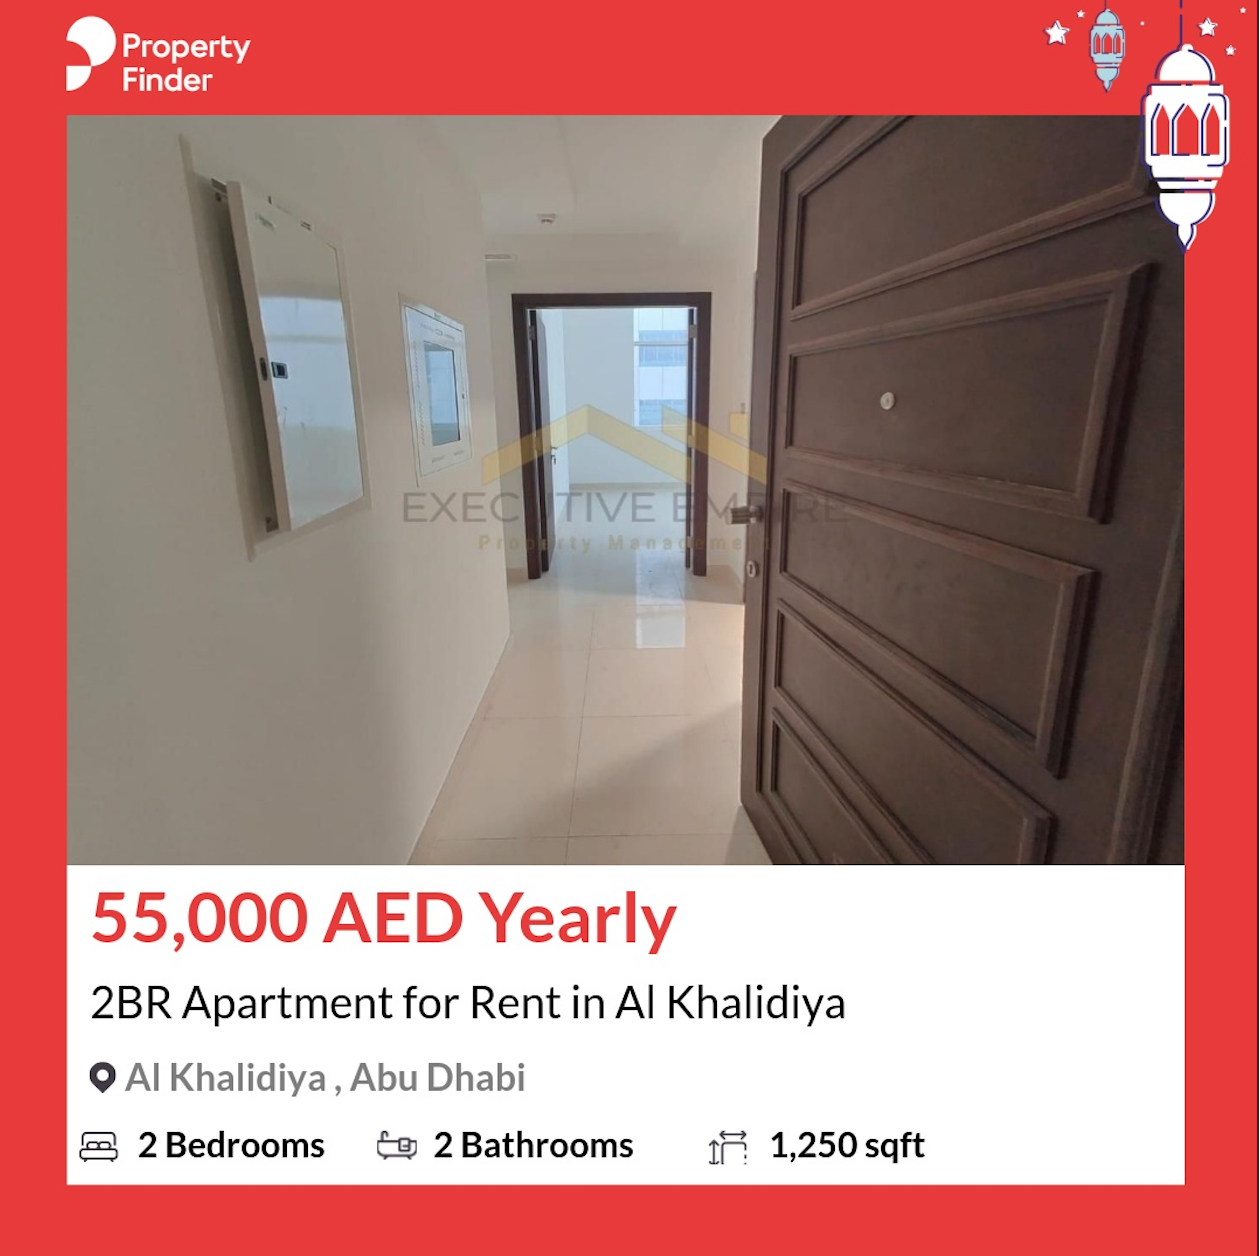 Property
Finder
EXECUTIVE EMPIRE
Property Management
55,000 AED Yearly
2BR Apartment for Rent in Al Khalidiya
Al Khalidiya , Abu Dhabi
2 Bedrooms 2 Bathrooms 1,250 sqft